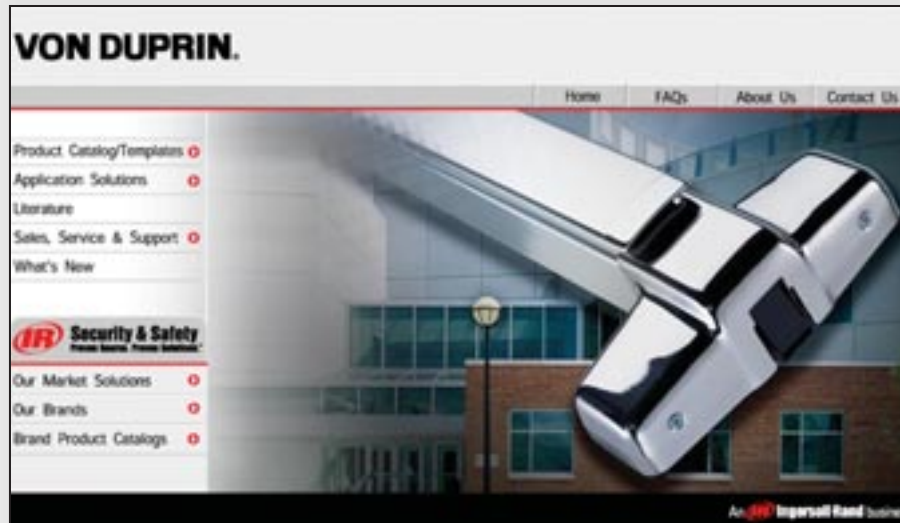 VON DUPRIN.
Home FAQs About Us Contact Us
Product Catalog/Templates
Application Solutions
Literature
Sales, Service & Support
What's New
IR Security & Safety
Our Market Solutions
Our Brands
Brand Product Catalogs
An IR Ingersoll-Rand busine